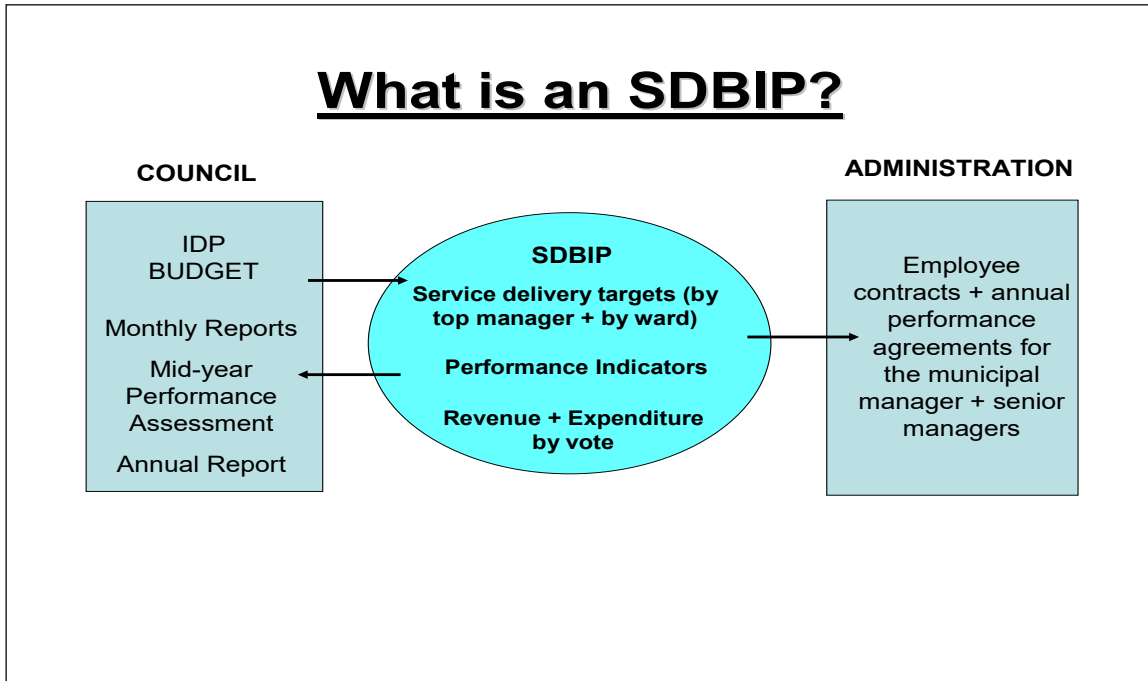 What is an SDBIP?
COUNCIL
IDP
BUDGET
Monthly Reports
Mid-year
Performance
Assessment
Annual Report
SDBIP
Service delivery targets (by
top manager + by ward)
Performance Indicators
Revenue + Expenditure
by vote
ADMINISTRATION
Employee
contracts + annual
performance
agreements for
the municipal
manager + senior
managers